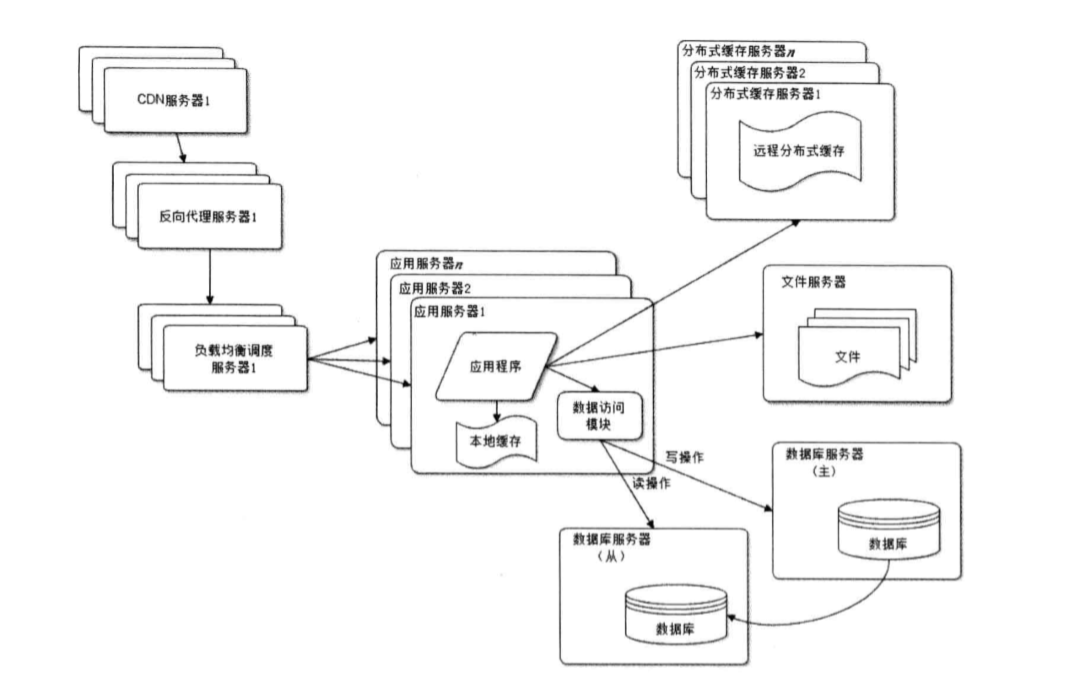 CDN服务器1
反向代理服务器1
负载均衡调度
服务器1
应用服务器n
应用服务器2
应用服务器1
应用程序
本地缓存
数据访问
模块
分布式缓存服务器n
分布式缓存服务器2
分布式缓存服务器1
远程分布式缓存
文件服务器
文件
写操作
读操作
数据库服务器
（主）
数据库
数据库服务器
（从）
数据库